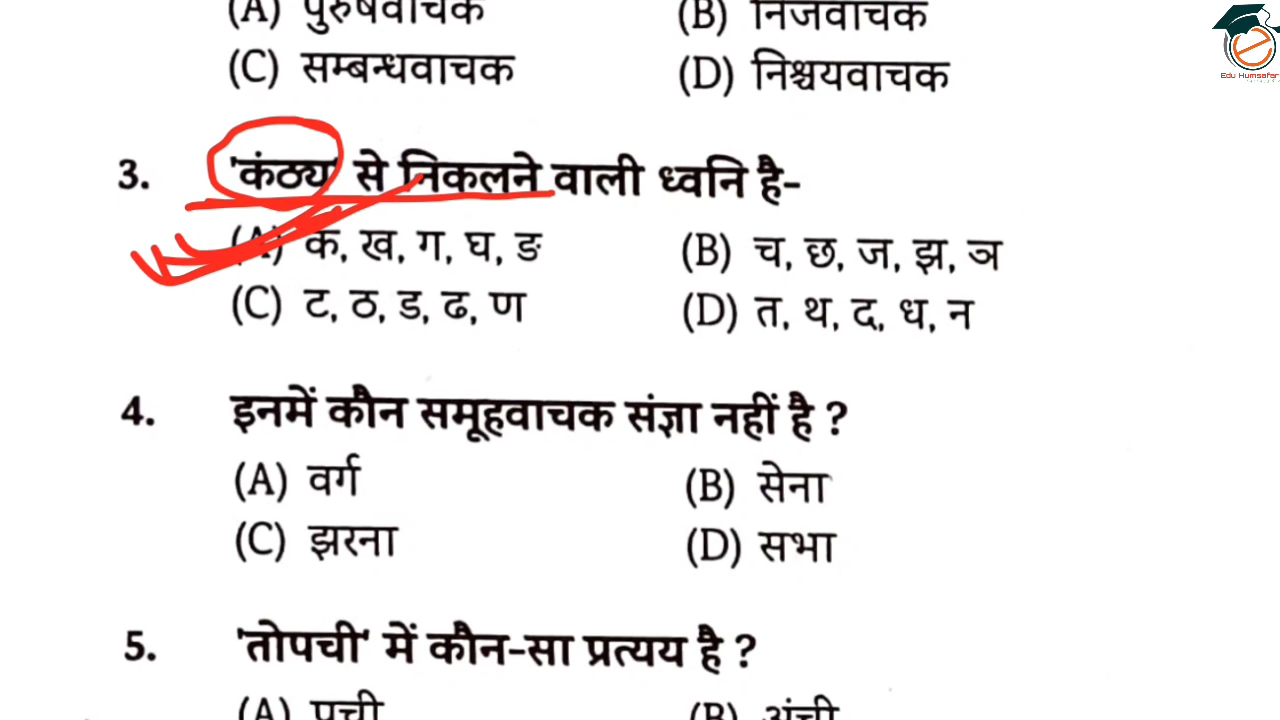 (A) पुरुषवाचक (B) निजवाचक
(C) सम्बन्धवाचक (D) निश्चयवाचक
Edu Humsafar
3. 'कंठ्य' से निकलने वाली ध्वनि है-
(A) क, ख, ग, घ, ङ (B) च, छ, ज, झ, ञ
(C) ट, ठ, ड, ढ, ण (D) त, थ, द, ध, न
4. इनमें कौन समूहवाचक संज्ञा नहीं है ?
(A) वर्ग (B) सेना
(C) झरना (D) सभा
5. 'तोपची' में कौन-सा प्रत्यय है ?
(A) पची (B) अंची